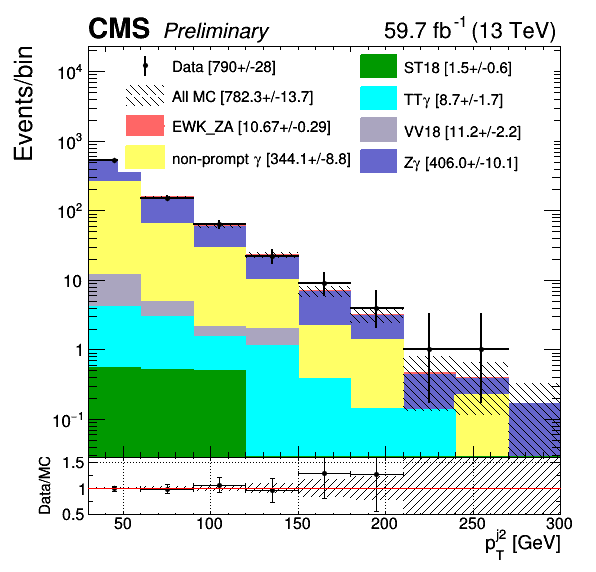 CMS Preliminary 59.7 fb⁻¹ (13 TeV)
Events/bin
Data [790+/-28]
All MC [782.3+/-13.7]
EWK_ZA [10.67+/-0.29]
non-prompt γ [344.1+/-8.8]
ST18 [1.5+/-0.6]
TTγ [8.7+/-1.7]
VV18 [11.2+/-2.2]
Zγ [406.0+/-10.1]
10⁴
10³
10²
10
1
10⁻¹
Data/MC
1.5
1
0.5
50 100 150 200 250 300
p_T^j2 [GeV]